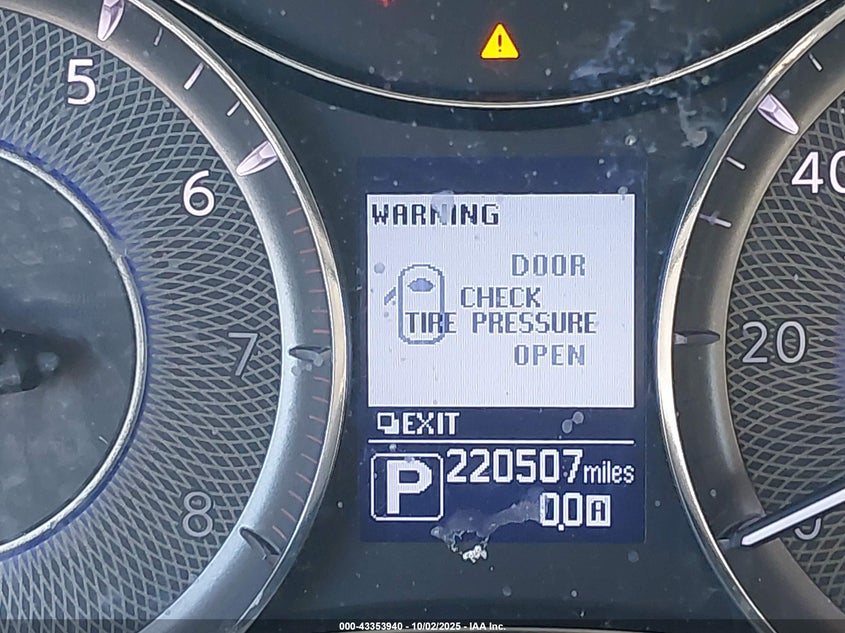 5
6
7
8
40
20
WARNING
DOOR
CHECK
TIRE PRESSURE
OPEN
EXIT
P
220507 miles
0.0 A
000-43353940 - 10/02/2025 - IAA Inc.